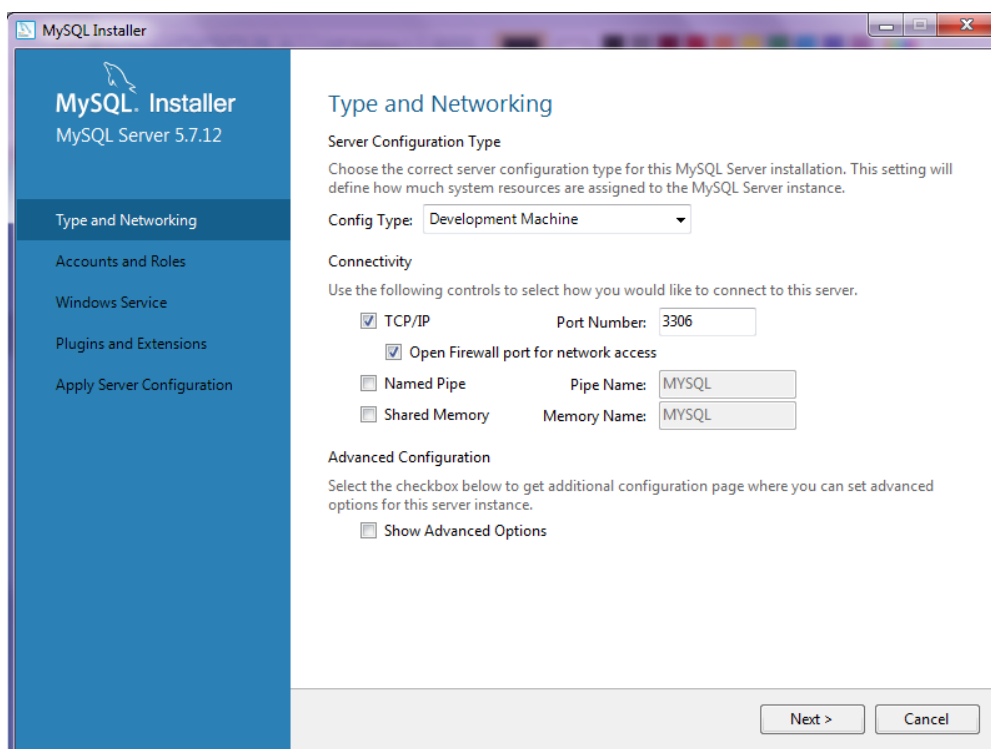 MySQL Installer
MySQL. Installer
MySQL Server 5.7.12
Type and Networking
Accounts and Roles
Windows Service
Plugins and Extensions
Apply Server Configuration
Type and Networking
Server Configuration Type
Choose the correct server configuration type for this MySQL Server installation. This setting will
define how much system resources are assigned to the MySQL Server instance.
Config Type: Development Machine
Connectivity
Use the following controls to select how you would like to connect to this server.
TCP/IP Port Number: 3306
Open Firewall port for network access
Named Pipe Pipe Name: MYSQL
Shared Memory Memory Name: MYSQL
Advanced Configuration
Select the checkbox below to get additional configuration page where you can set advanced
options for this server instance.
Show Advanced Options
Next > Cancel